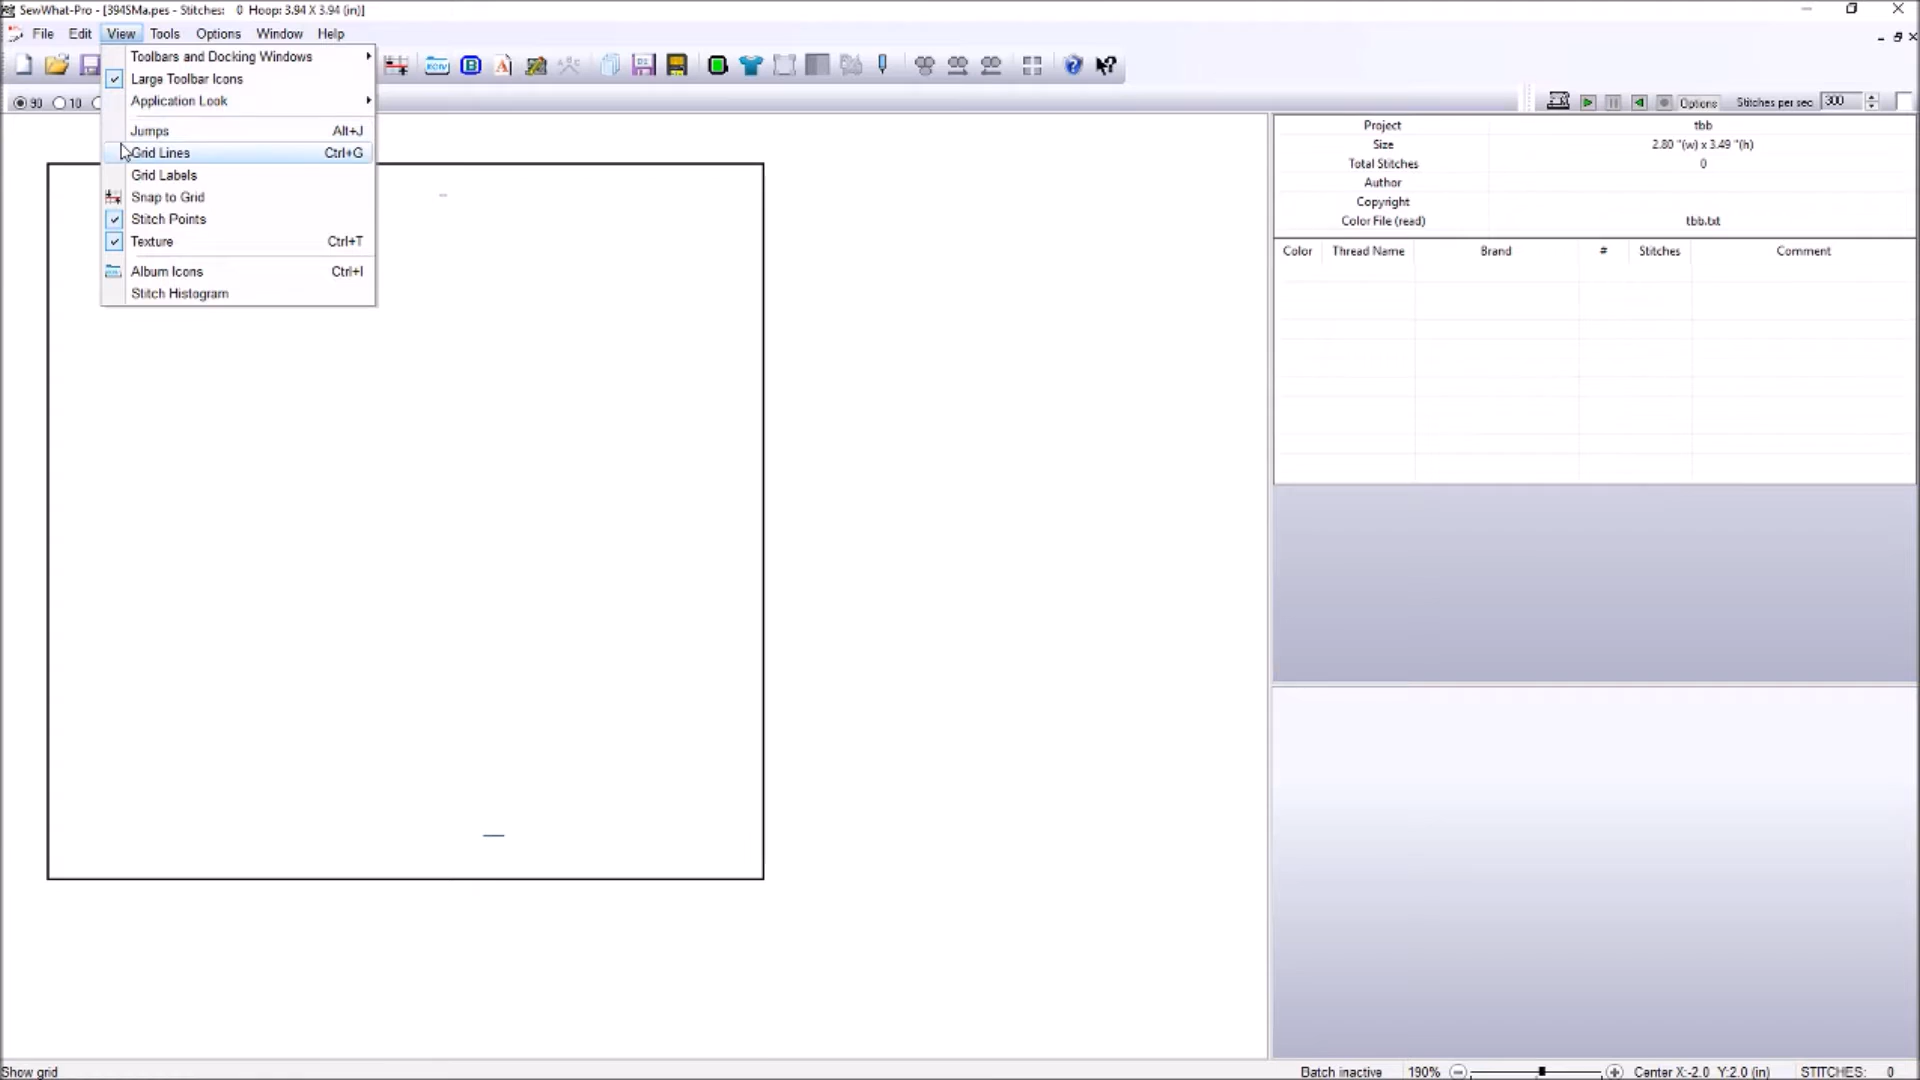 SewWhat-Pro - [394SMa.pes - Stitches: 0 Hoop: 3.94 X 3.94 (in)]
File Edit View Tools Options Window Help
Toolbars and Docking Windows
Large Toolbar Icons
Application Look
Jumps Alt+J
Grid Lines Ctrl+G
Grid Labels
Snap to Grid
Stitch Points
Texture Ctrl+T
Album Icons Ctrl+I
Stitch Histogram
90 10
Options Stitches per sec 300
Project tbb
Size 2.80 "(w) x 3.49 "(h)
Total Stitches 0
Author
Copyright
Color File (read) tbb.txt
Color Thread Name Brand # Stitches Comment
Show grid Batch inactive 190% Center X:-2.0 Y:2.0 (in) STITCHES: 0